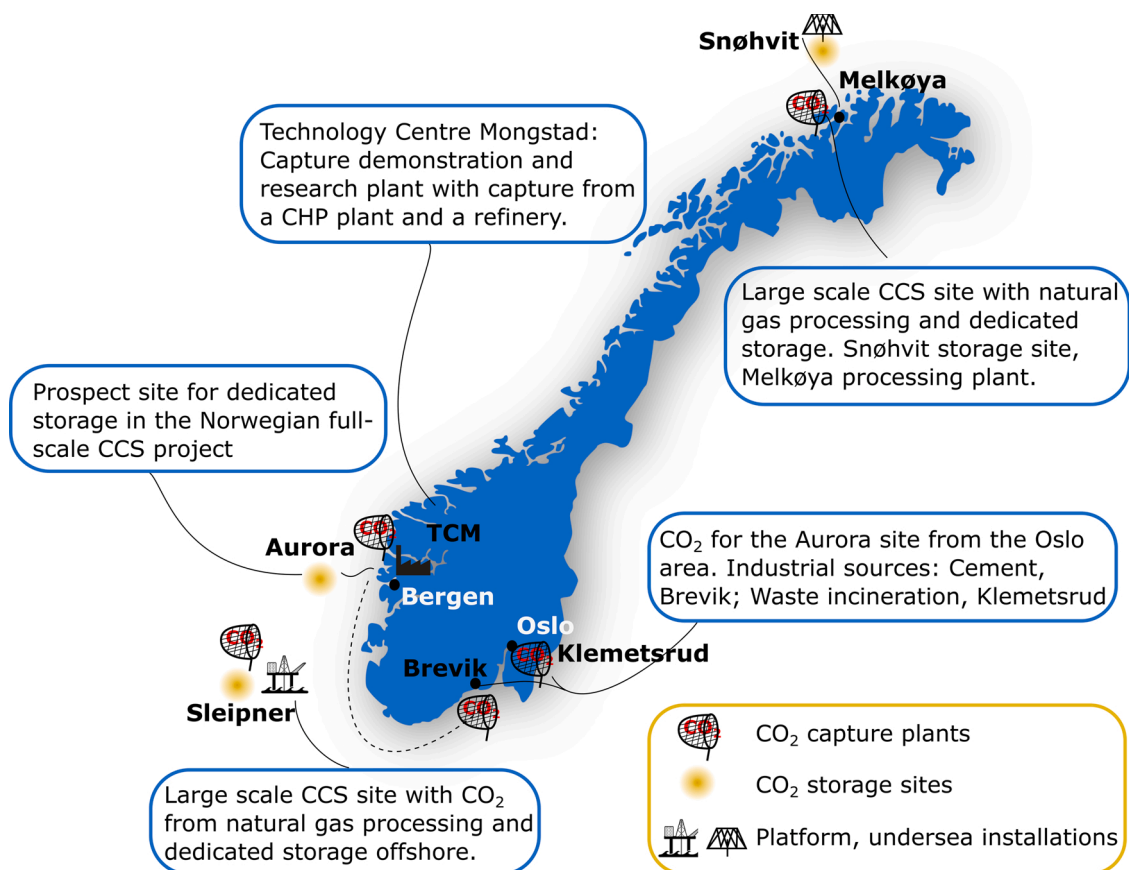 Snøhvit
Melkøya
CO2
Technology Centre Mongstad:
Capture demonstration and
research plant with capture from
a CHP plant and a refinery.
Large scale CCS site with natural
gas processing and dedicated
storage. Snøhvit storage site,
Melkøya processing plant.
Prospect site for dedicated
storage in the Norwegian full-
scale CCS project
CO2
TCM
Aurora
Bergen
CO₂ for the Aurora site from the Oslo
area. Industrial sources: Cement,
Brevik; Waste incineration, Klemetsrud
Oslo
CO2
Klemetsrud
Brevik
CO2
CO2
Sleipner
Large scale CCS site with CO₂
from natural gas processing and
dedicated storage offshore.
CO2
CO₂ capture plants
CO₂ storage sites
Platform, undersea installations